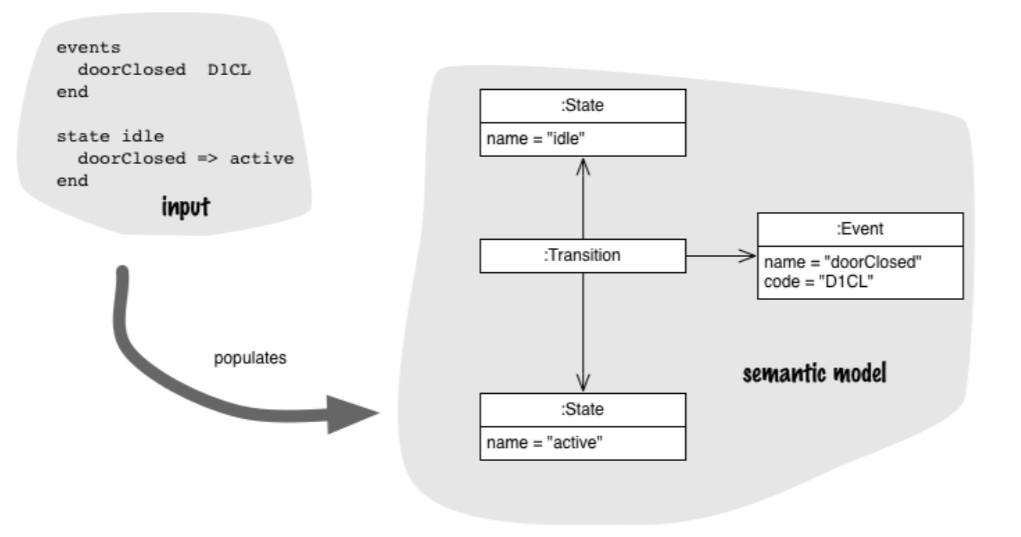 events
doorClosed D1CL
end
state idle
doorClosed => active
end
input
populates
:State
name = "idle"
:Transition
:Event
name = "doorClosed"
code = "D1CL"
:State
name = "active"
semantic model